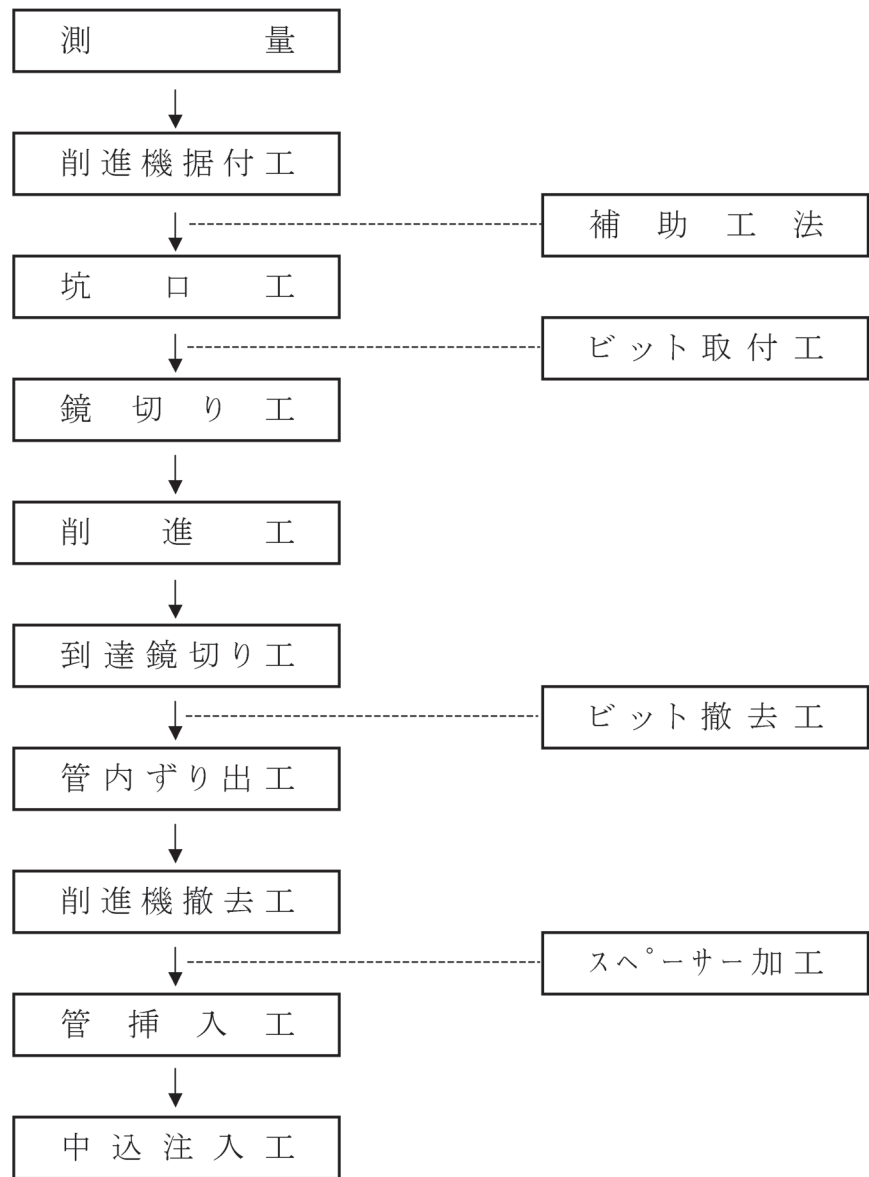 測量
削進機据付工
補助工法
坑口工
ビット取付工
鏡切り工
削進工
到達鏡切り工
ビット撤去工
管内ずり出工
削進機撤去工
スペーサー加工
管挿入工
中込注入工